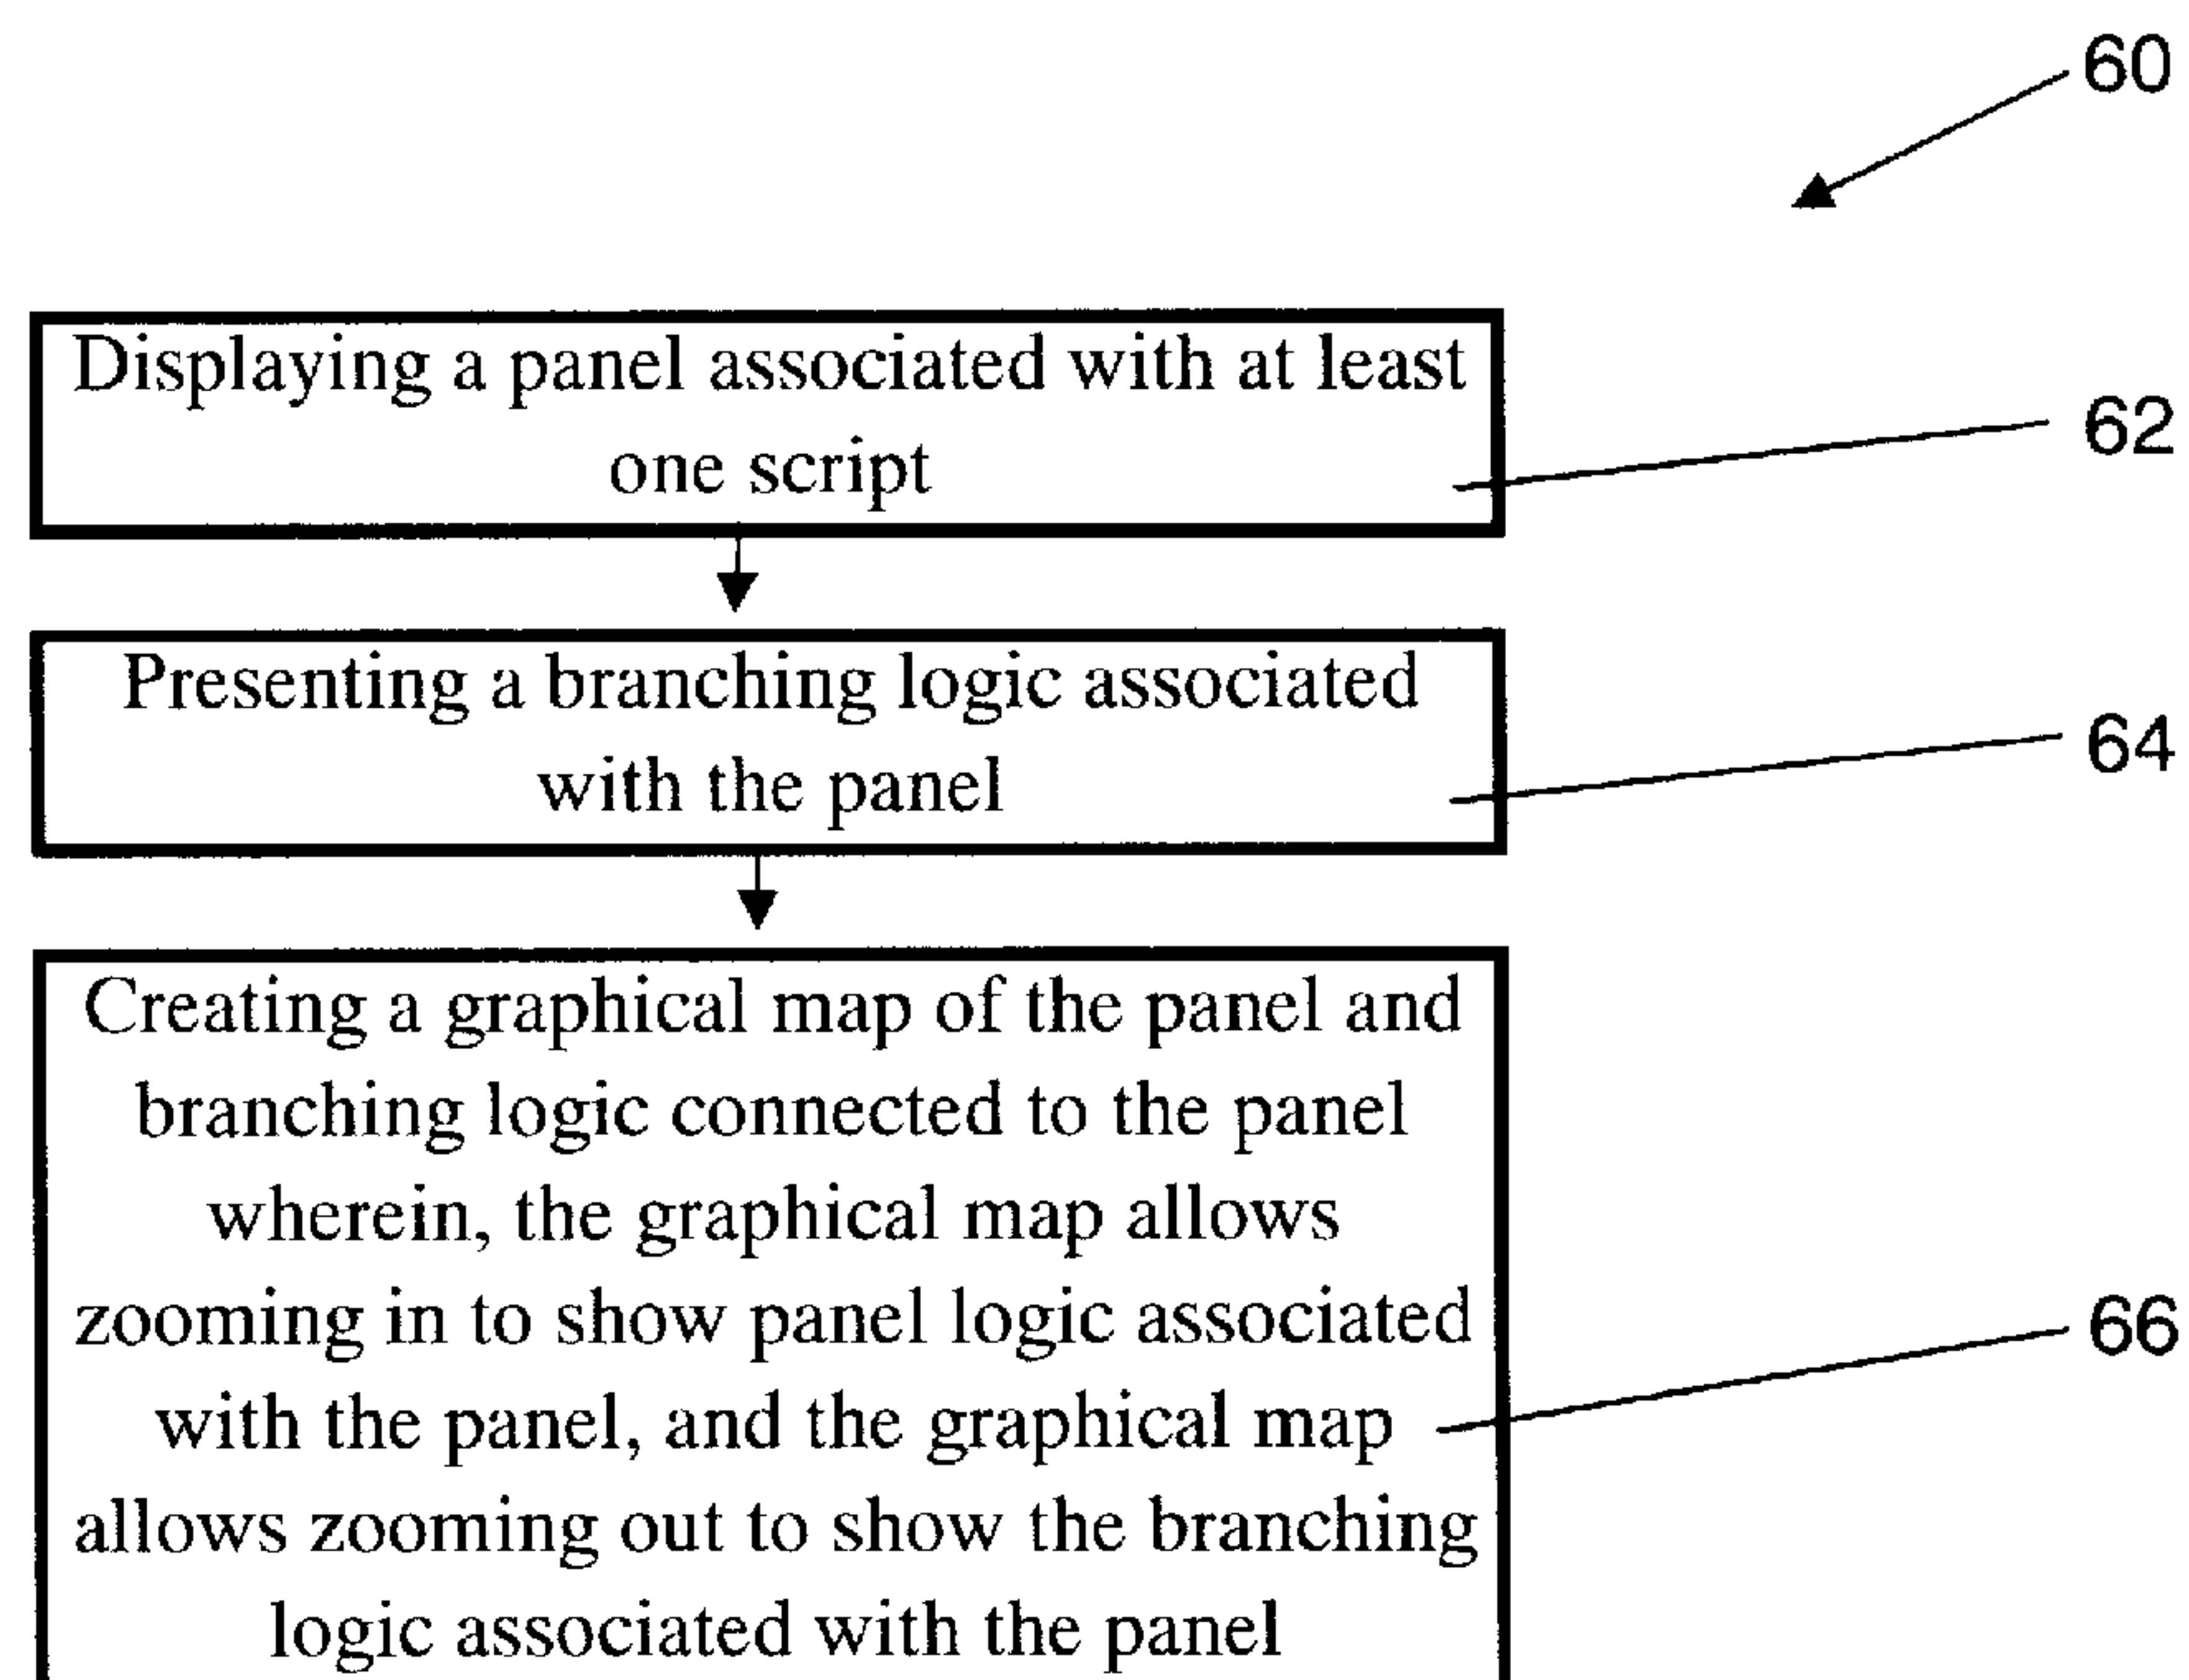 60
Displaying a panel associated with at least
one script
62
Presenting a branching logic associated
with the panel
64
Creating a graphical map of the panel and
branching logic connected to the panel
wherein, the graphical map allows
zooming in to show panel logic associated
with the panel, and the graphical map
allows zooming out to show the branching
logic associated with the panel
66